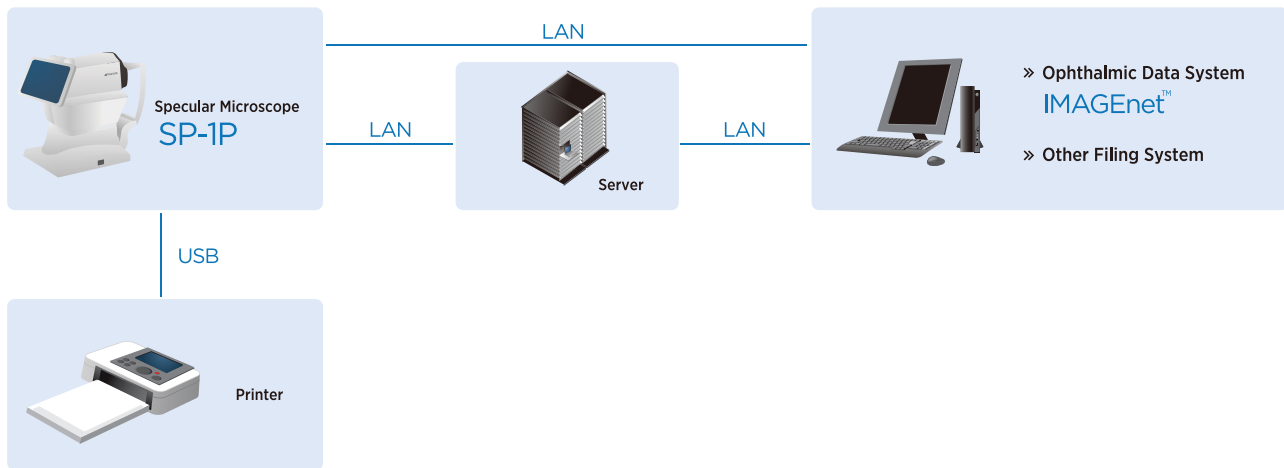 LAN
Specular Microscope
SP-1P
LAN
Server
LAN
» Ophthalmic Data System
IMAGEnet™
» Other Filing System
USB
Printer